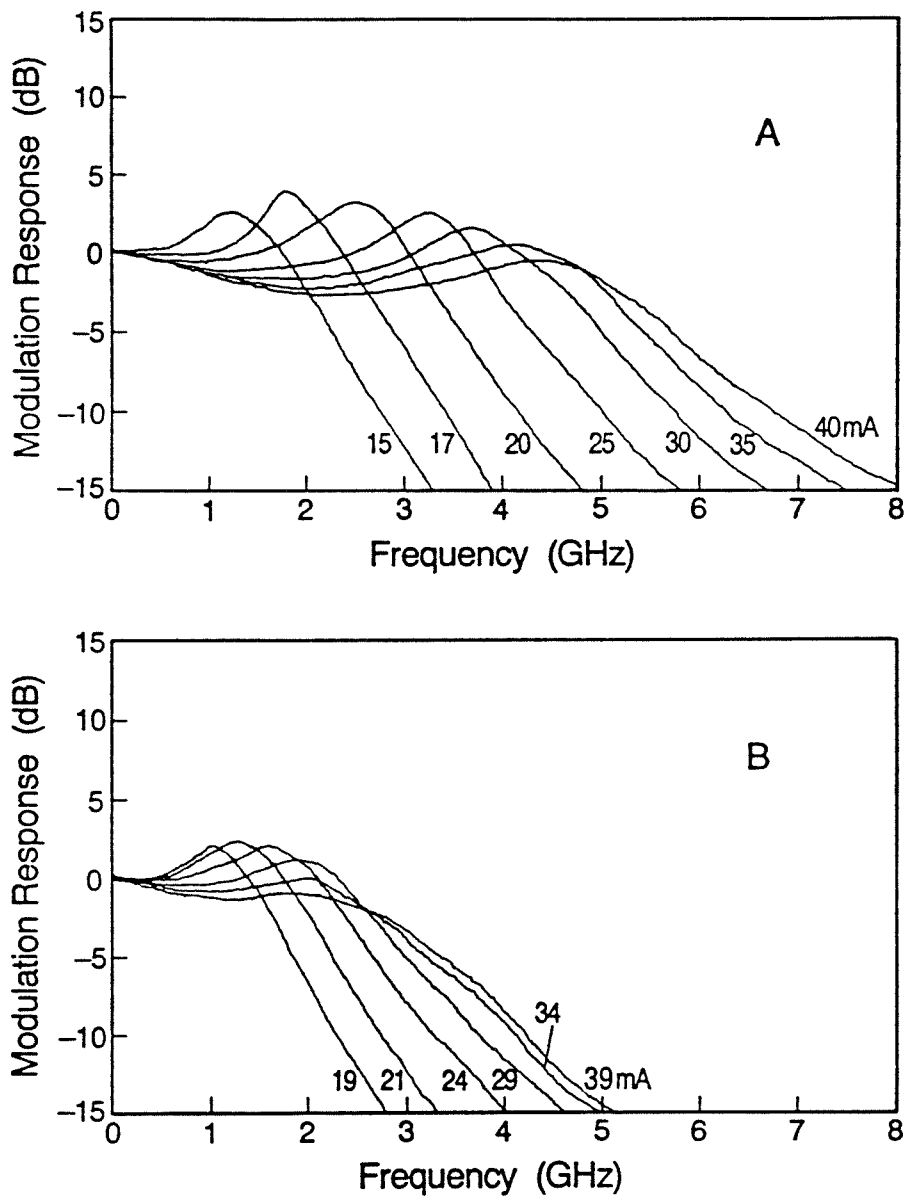 15
10
5
0
−5
−10
−15
Modulation Response (dB)
A
15 17 20 25 30 35 40mA
0 1 2 3 4 5 6 7 8
Frequency (GHz)
15
10
5
0
−5
−10
−15
Modulation Response (dB)
B
34
19 21 24 29 39mA
0 1 2 3 4 5 6 7 8
Frequency (GHz)